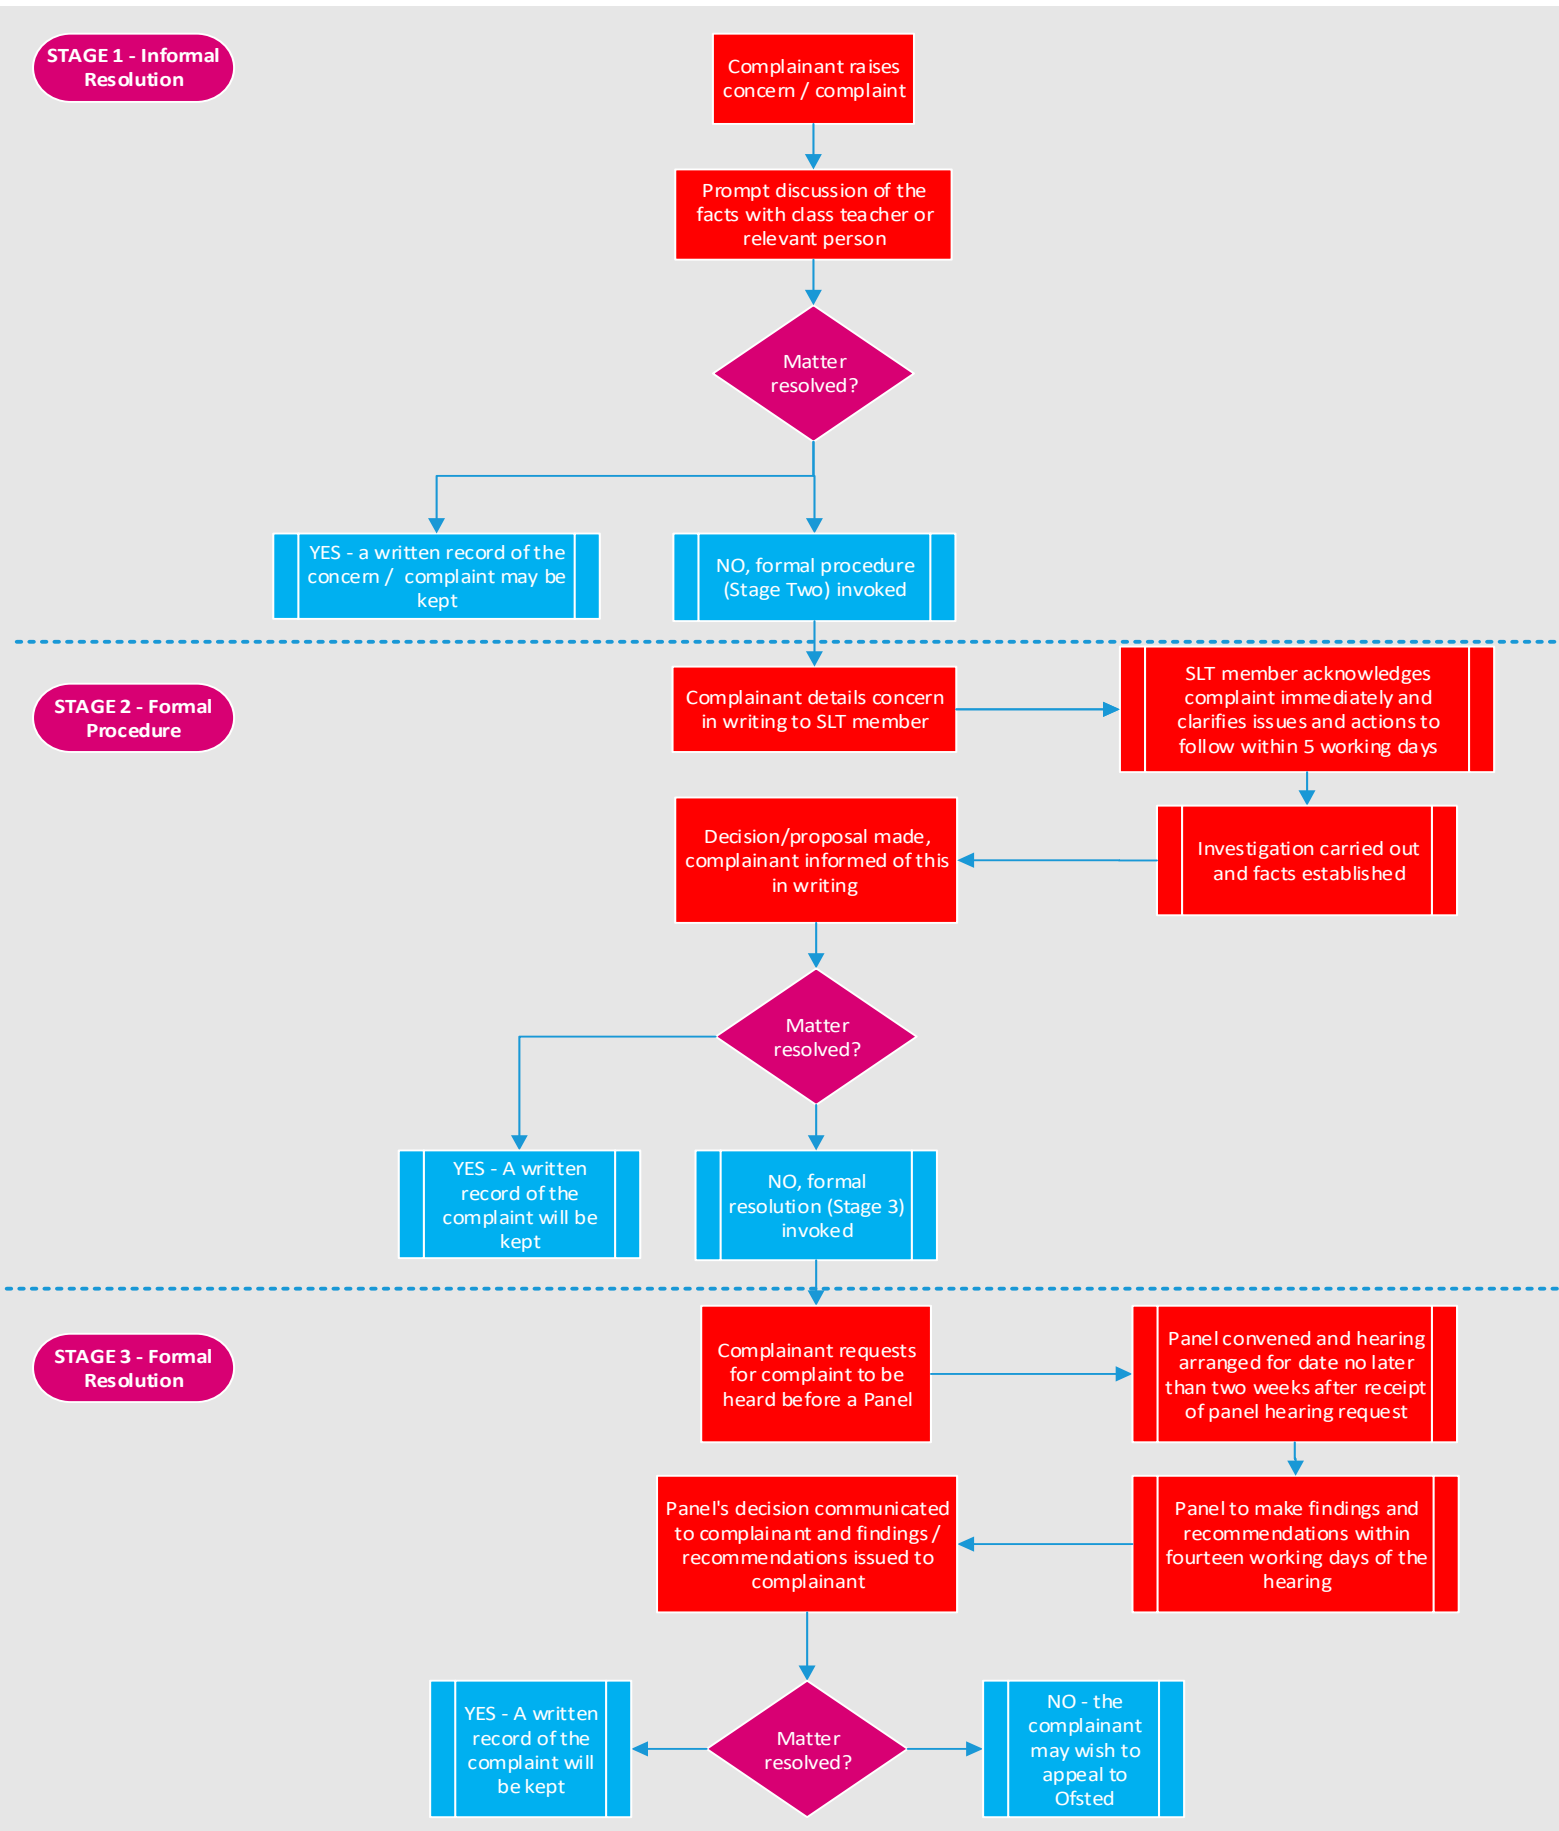 STAGE 1 - Informal
Resolution
Complainant raises
concern / complaint
Prompt discussion of the
facts with class teacher or
relevant person
Matter
resolved?
YES - a written record of the
concern / complaint may be
kept
NO, formal procedure
(Stage Two) invoked
STAGE 2 - Formal
Procedure
Complainant details concern
in writing to SLT member
SLT member acknowledges
complaint immediately and
clarifies issues and actions to
follow within 5 working days
Investigation carried out
and facts established
Decision/proposal made,
complainant informed of this
in writing
Matter
resolved?
YES - A written
record of the
complaint will be
kept
NO, formal
resolution (Stage 3)
invoked
STAGE 3 - Formal
Resolution
Complainant requests
for complaint to be
heard before a Panel
Panel convened and hearing
arranged for date no later
than two weeks after receipt
of panel hearing request
Panel to make findings and
recommendations within
fourteen working days of the
hearing
Panel's decision communicated
to complainant and findings /
recommendations issued to
complainant
Matter
resolved?
YES - A written
record of the
complaint will
be kept
NO - the
complainant
may wish to
appeal to
Ofsted